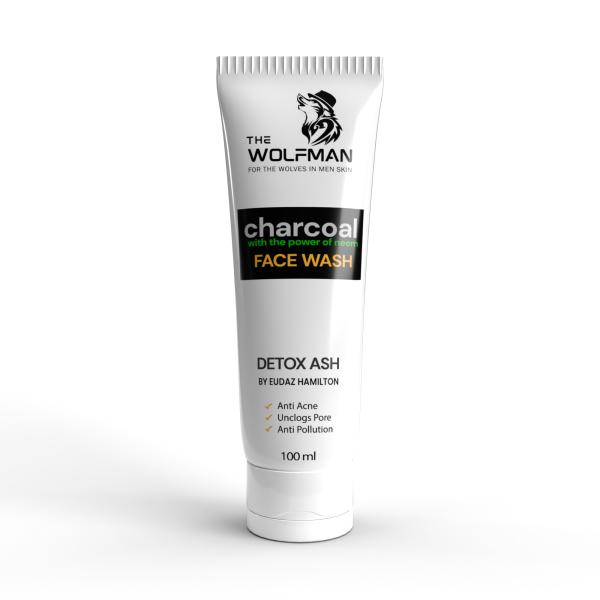 THE
WOLFMAN
FOR THE WOLVES IN MEN SKIN
charcoal
with the power of neem
FACE WASH
DETOX ASH
BY EUDAZ HAMILTON
✓ Anti Acne
✓ Unclogs Pore
✓ Anti Pollution
100 ml